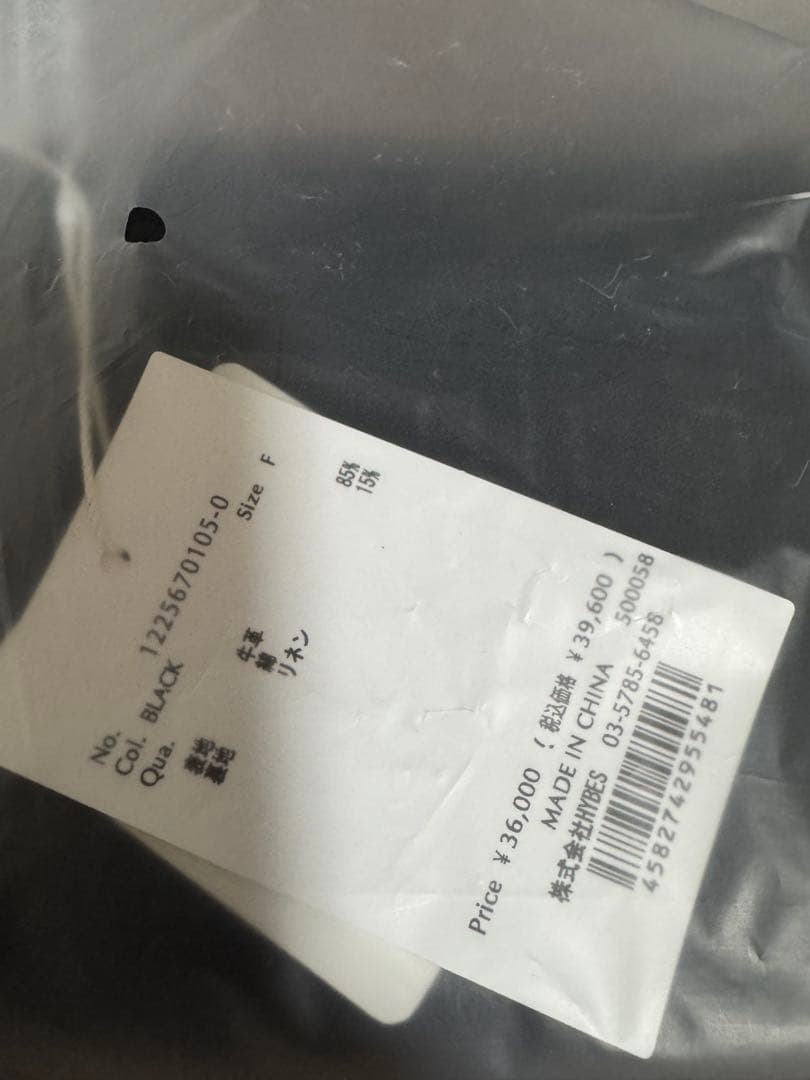 No. 1225670105-0
Col. BLACK Size F
Qua.
表地 牛革
裏地 綿 85%
リネン 15%
Price ¥36,000 ( 税込価格 ¥39,600 )
MADE IN CHINA 500058
株式会社HYBES 03-5785-6458
4582742955481